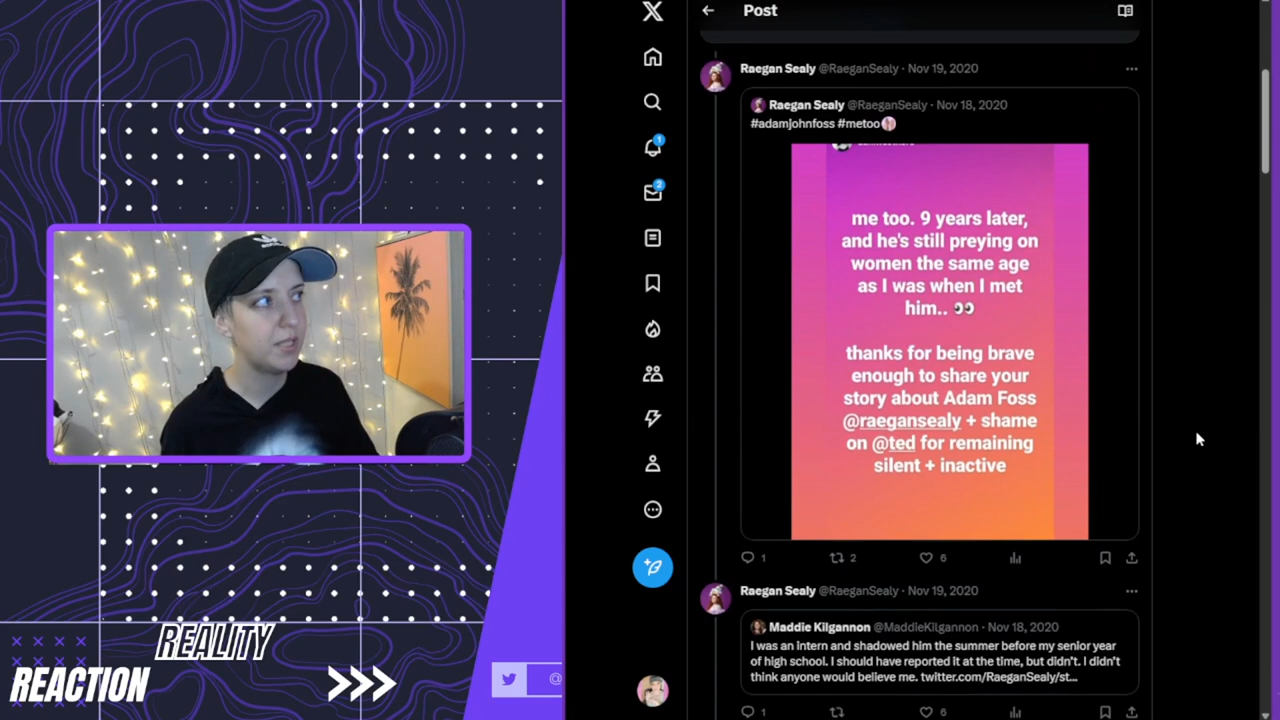 Post
Raegan Sealy @RaeganSealy · Nov 19, 2020
Raegan Sealy @RaeganSealy · Nov 18, 2020
#adamjohnfoss #metoo
me too. 9 years later,
and he's still preying on
women the same age
as I was when I met
him.. 👀
thanks for being brave
enough to share your
story about Adam Foss
@raegansealy + shame
on @ted for remaining
silent + inactive
1 2 6
Raegan Sealy @RaeganSealy · Nov 19, 2020
Maddie Kilgannon @MaddieKilgannon · Nov 18, 2020
I was an intern and shadowed him the summer before my senior year
of high school. I should have reported it at the time, but didn't. I didn't
think anyone would believe me. twitter.com/RaeganSealy/st...
1 6
1
2
REALITY
REACTION
@